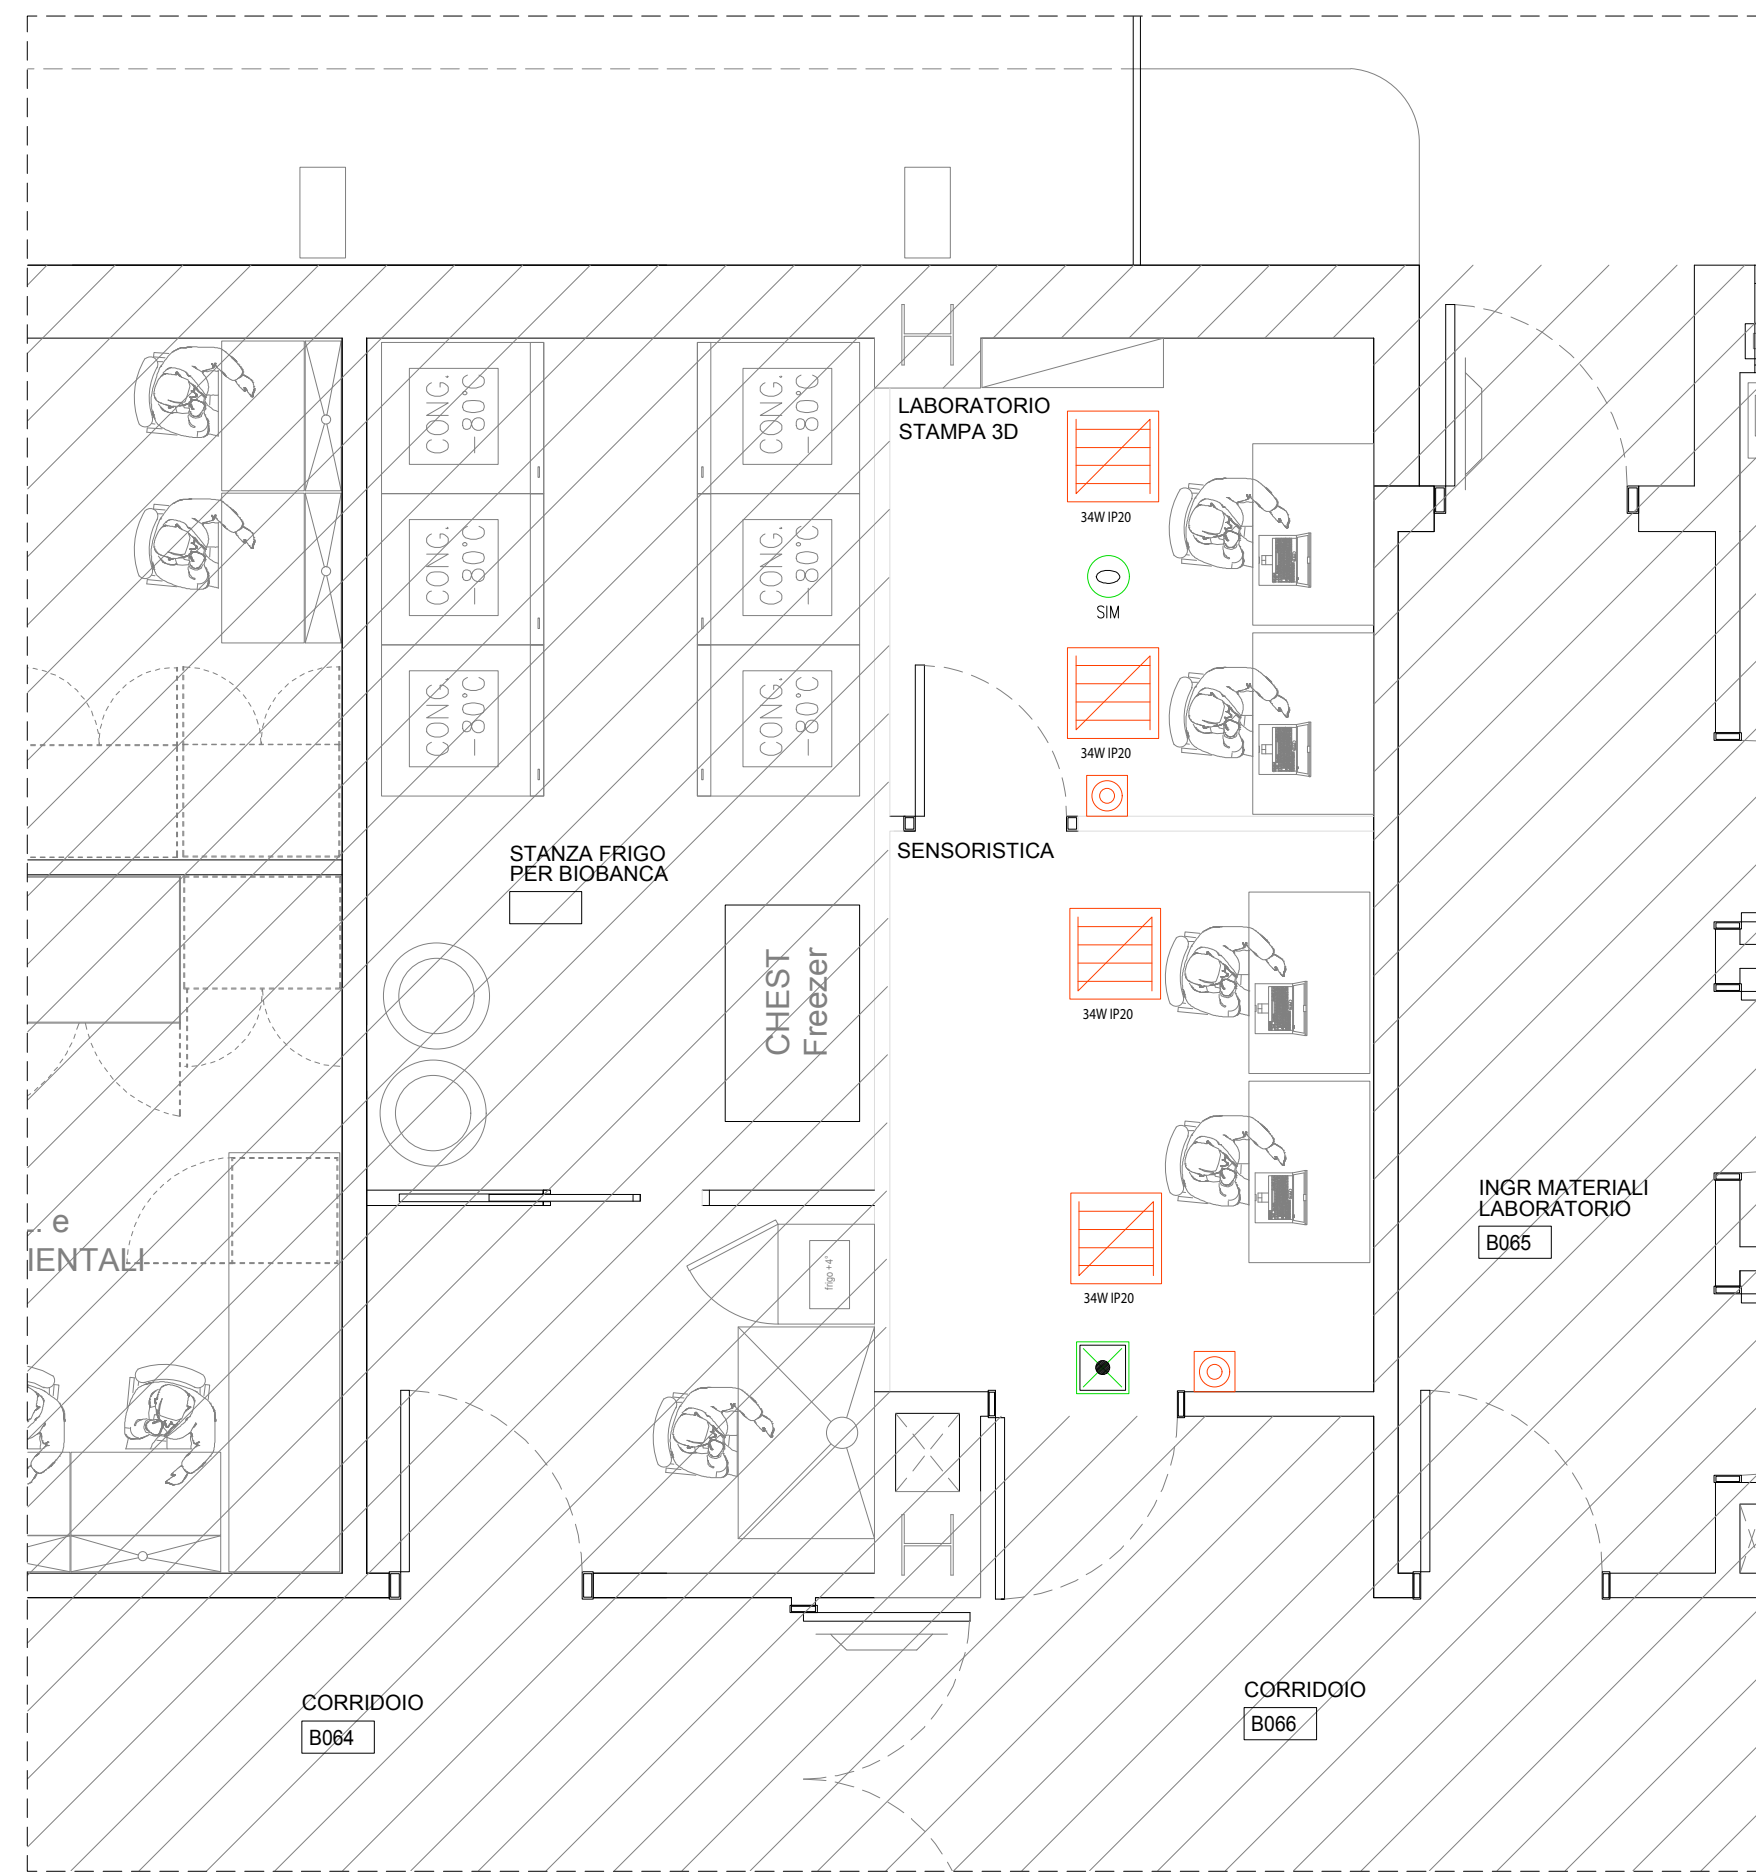 CONG.
-80°C
CONG.
-80°C
CONG.
-80°C
CONG.
-80°C
CONG.
-80°C
CONG.
-80°C
LABORATORIO
STAMPA 3D
34W IP20
SIM
34W IP20
STANZA FRIGO
PER BIOBANCA
SENSORISTICA
CHEST
Freezer
34W IP20
.. e
IENTALI
frigo +4°
34W IP20
INGR MATERIALI
LABORATORIO
B065
CORRIDOIO
B064
CORRIDOIO
B066